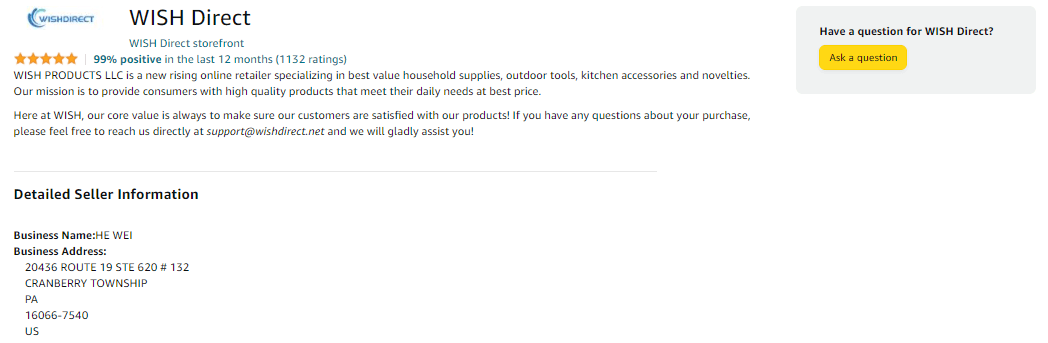 WISHDIRECT
WISH Direct
WISH Direct storefront
99% positive in the last 12 months (1132 ratings)
WISH PRODUCTS LLC is a new rising online retailer specializing in best value household supplies, outdoor tools, kitchen accessories and novelties.
Our mission is to provide consumers with high quality products that meet their daily needs at best price.
Here at WISH, our core value is always to make sure our customers are satisfied with our products! If you have any questions about your purchase,
please feel free to reach us directly at support@wishdirect.net and we will gladly assist you!
Have a question for WISH Direct?
Ask a question
Detailed Seller Information
Business Name:HE WEI
Business Address:
20436 ROUTE 19 STE 620 # 132
CRANBERRY TOWNSHIP
PA
16066-7540
US